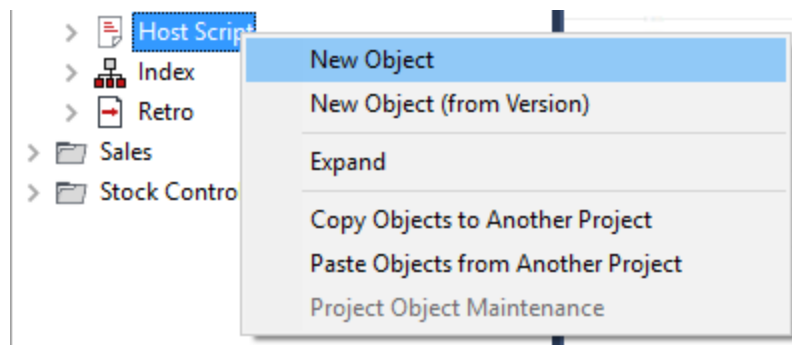 Host Script
Index
Retro
Sales
Stock Contro
New Object
New Object (from Version)
Expand
Copy Objects to Another Project
Paste Objects from Another Project
Project Object Maintenance